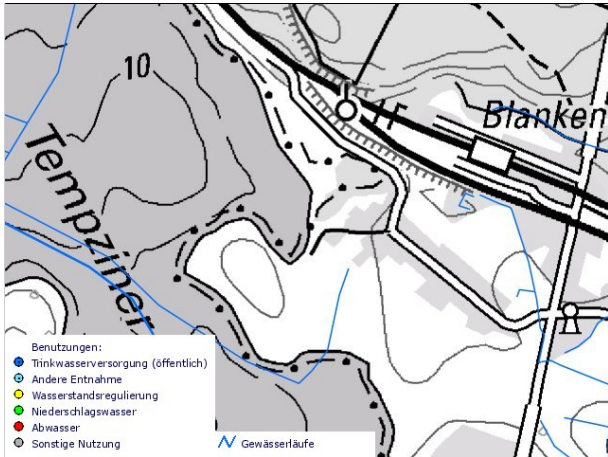 10
Blanken
Tempziner
Benutzungen:
Trinkwasserversorgung (öffentlich)
Andere Entnahme
Wasserstandsregulierung
Niederschlagswasser
Abwasser
Sonstige Nutzung
Gewässerläufe